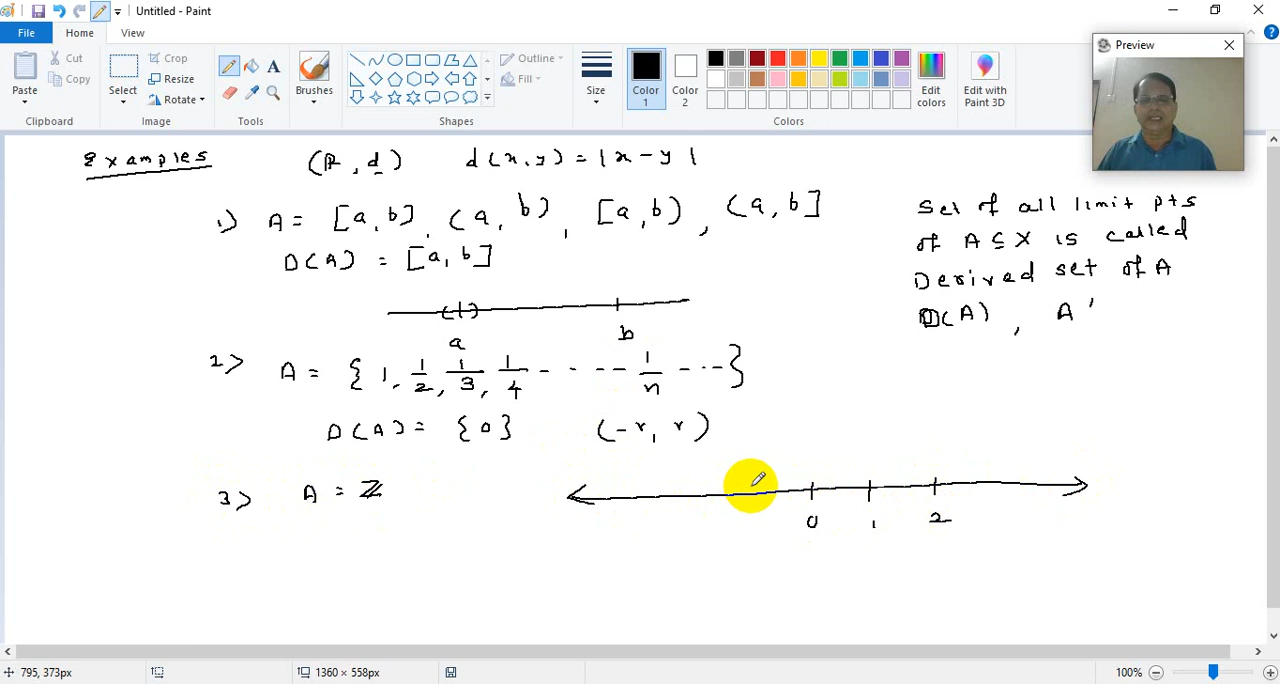 Untitled - Paint
File Home View
Cut
Copy
Paste
Clipboard
Crop
Resize
Rotate
Select
Image
Tools
Brushes
Outline
Fill
Shapes
Size
Color 1
Color 2
Edit colors
Edit with Paint 3D
Colors
Preview
Examples (R, d) d(x, y) = |x - y|
1) A = [a, b], (a, b), [a, b), (a, b]
D(A) = [a, b]
a b
2> A = { 1, 1/2, 1/3, 1/4 - - - - 1/n - - - }
D(A) = {0} (-r, r)
3> A = ℤ
0 1 2
Set of all limit pts
of A ⊆ X is called
Derived set of A
D(A), A'
795, 373px
1360 × 558px
100%